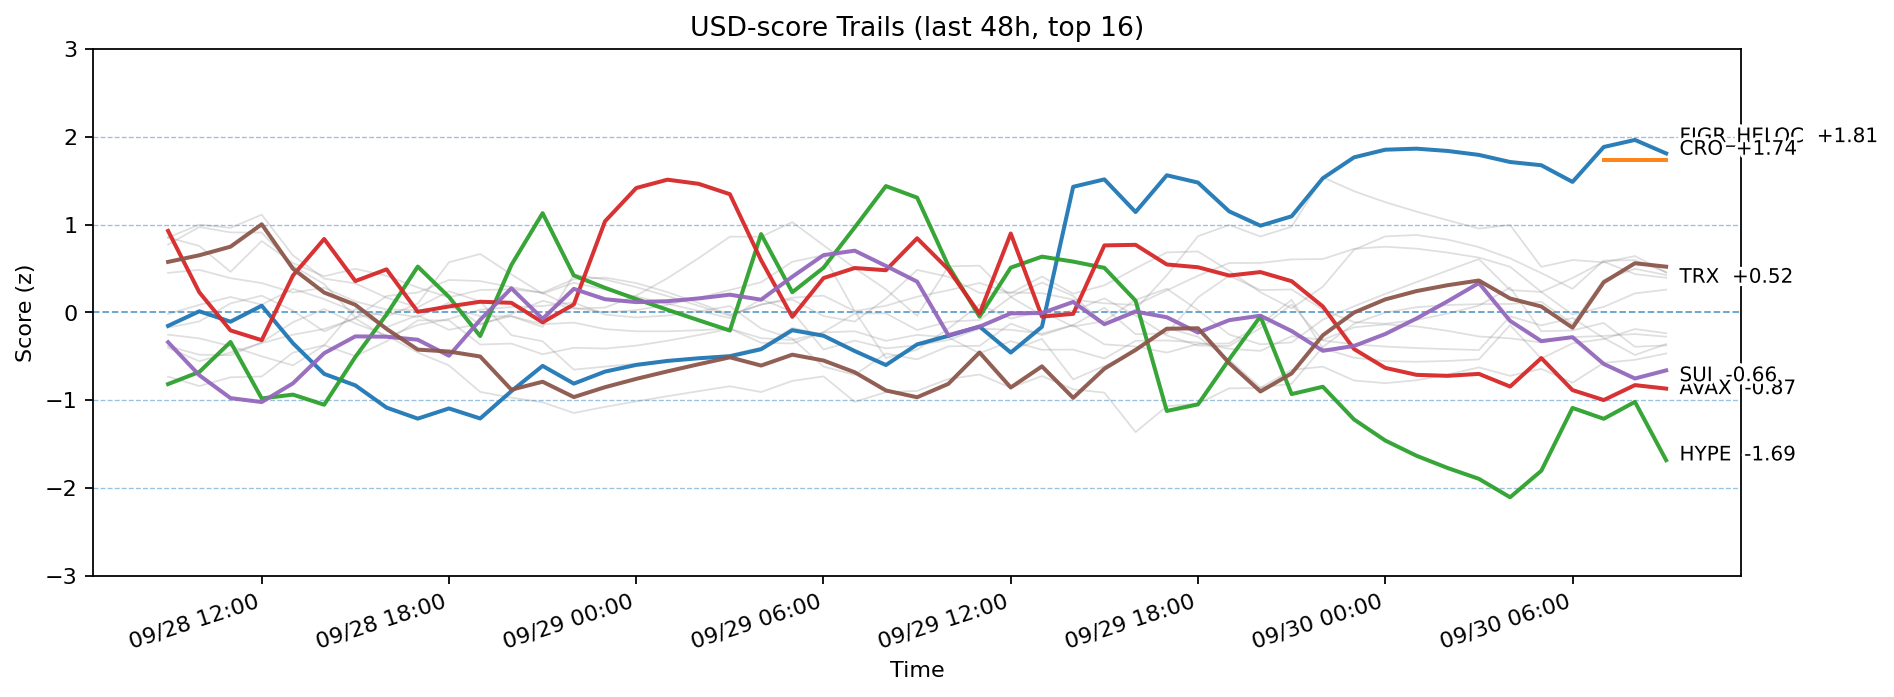 USD-score Trails (last 48h, top 16)
Score (z)
3
2
1
0
−1
−2
−3
FIGR_HELOC +1.81
CRO +1.74
TRX +0.52
SUI -0.66
AVAX -0.87
HYPE -1.69
09/28 12:00
09/28 18:00
09/29 00:00
09/29 06:00
09/29 12:00
09/29 18:00
09/30 00:00
09/30 06:00
Time